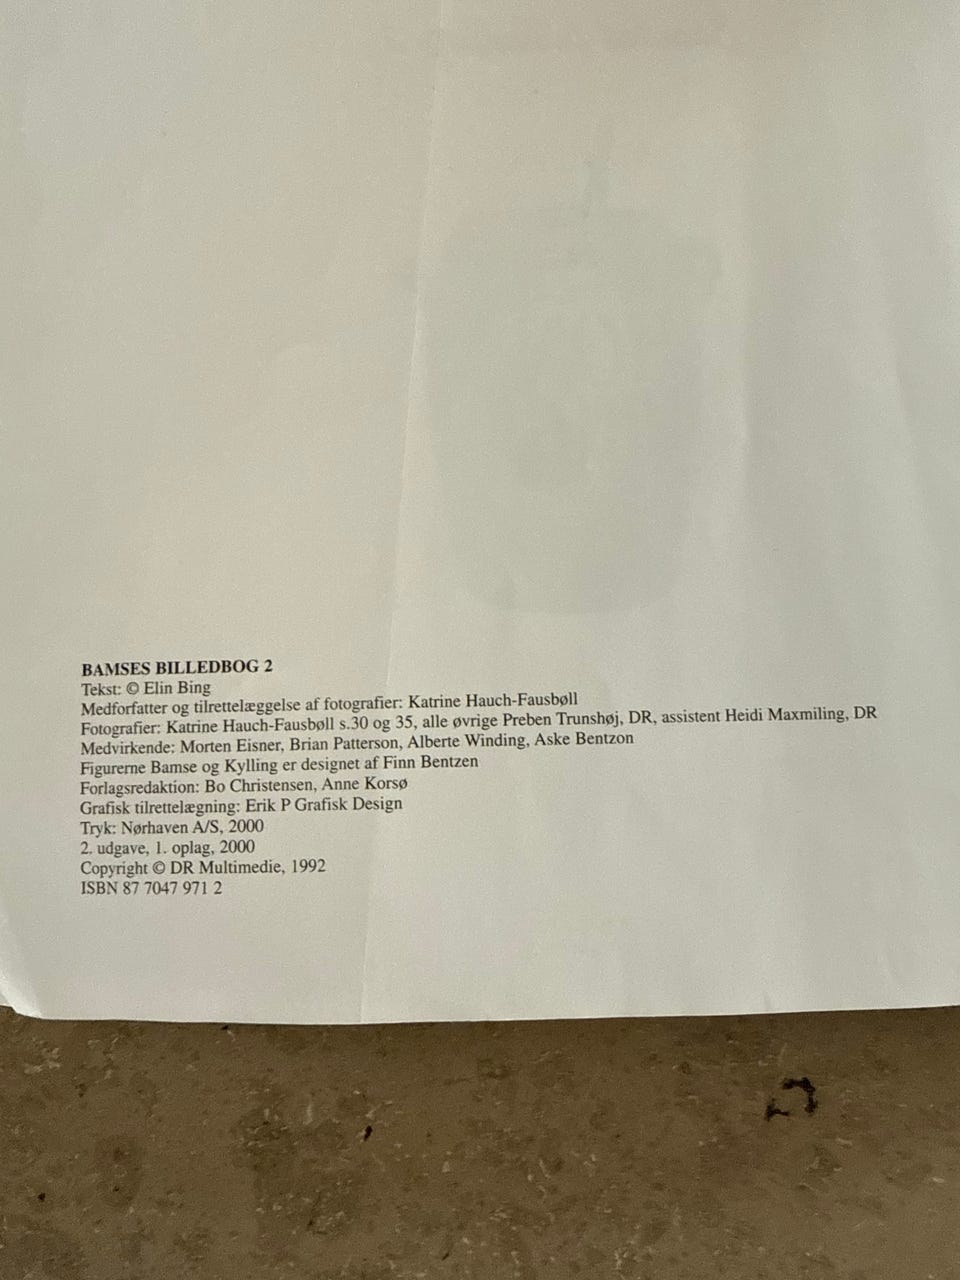 BAMSES BILLEDBOG 2
Tekst: © Elin Bing
Medforfatter og tilrettelæggelse af fotografier: Katrine Hauch-Fausbøll
Fotografier: Katrine Hauch-Fausbøll s.30 og 35, alle øvrige Preben Trunshøj, DR, assistent Heidi Maxmiling, DR
Medvirkende: Morten Eisner, Brian Patterson, Alberte Winding, Aske Bentzon
Figurerne Bamse og Kylling er designet af Finn Bentzen
Forlagsredaktion: Bo Christensen, Anne Korsø
Grafisk tilrettelægning: Erik P Grafisk Design
Tryk: Nørhaven A/S, 2000
2. udgave, 1. oplag, 2000
Copyright © DR Multimedie, 1992
ISBN 87 7047 971 2